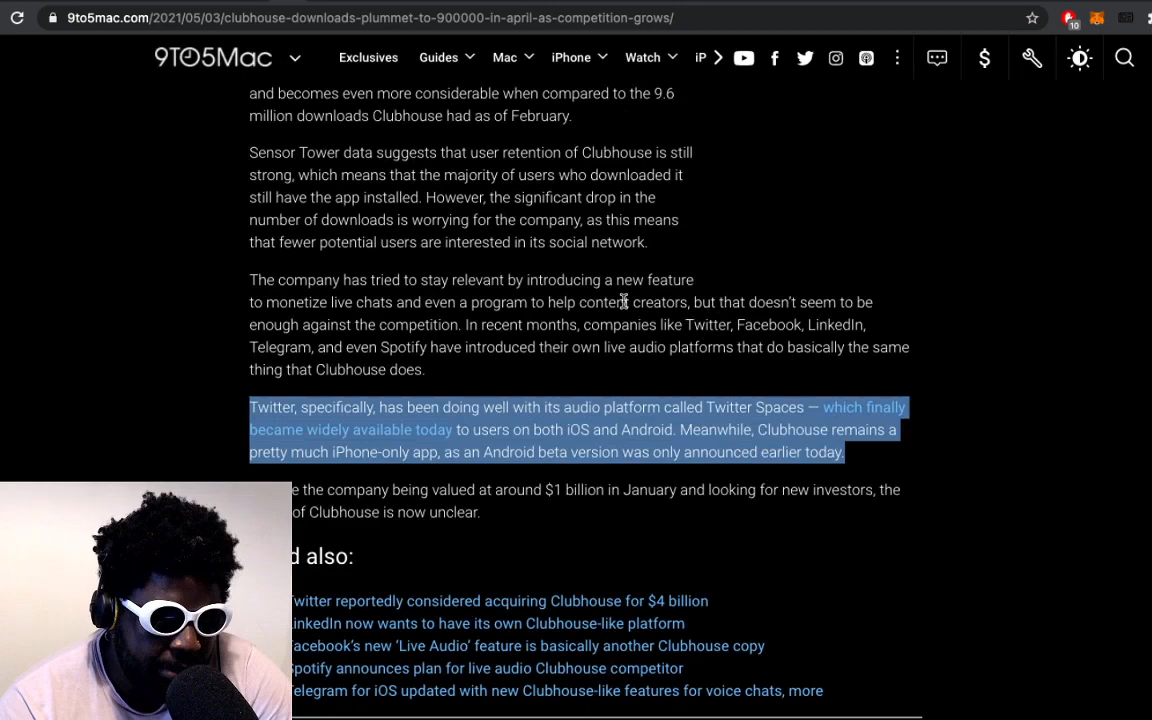 9to5mac.com/2021/05/03/clubhouse-downloads-plummet-to-900000-in-april-as-competition-grows/
10
9TO5Mac
Exclusives
Guides
Mac
iPhone
Watch
iP
and becomes even more considerable when compared to the 9.6
million downloads Clubhouse had as of February.
Sensor Tower data suggests that user retention of Clubhouse is still
strong, which means that the majority of users who downloaded it
still have the app installed. However, the significant drop in the
number of downloads is worrying for the company, as this means
that fewer potential users are interested in its social network.
The company has tried to stay relevant by introducing a new feature
to monetize live chats and even a program to help content creators, but that doesn't seem to be
enough against the competition. In recent months, companies like Twitter, Facebook, LinkedIn,
Telegram, and even Spotify have introduced their own live audio platforms that do basically the same
thing that Clubhouse does.
Twitter, specifically, has been doing well with its audio platform called Twitter Spaces — which finally
became widely available today to users on both iOS and Android. Meanwhile, Clubhouse remains a
pretty much iPhone-only app, as an Android beta version was only announced earlier today.
the company being valued at around $1 billion in January and looking for new investors, the
of Clubhouse is now unclear.
also:
Twitter reportedly considered acquiring Clubhouse for $4 billion
LinkedIn now wants to have its own Clubhouse-like platform
Facebook's new 'Live Audio' feature is basically another Clubhouse copy
Spotify announces plan for live audio Clubhouse competitor
Telegram for iOS updated with new Clubhouse-like features for voice chats, more